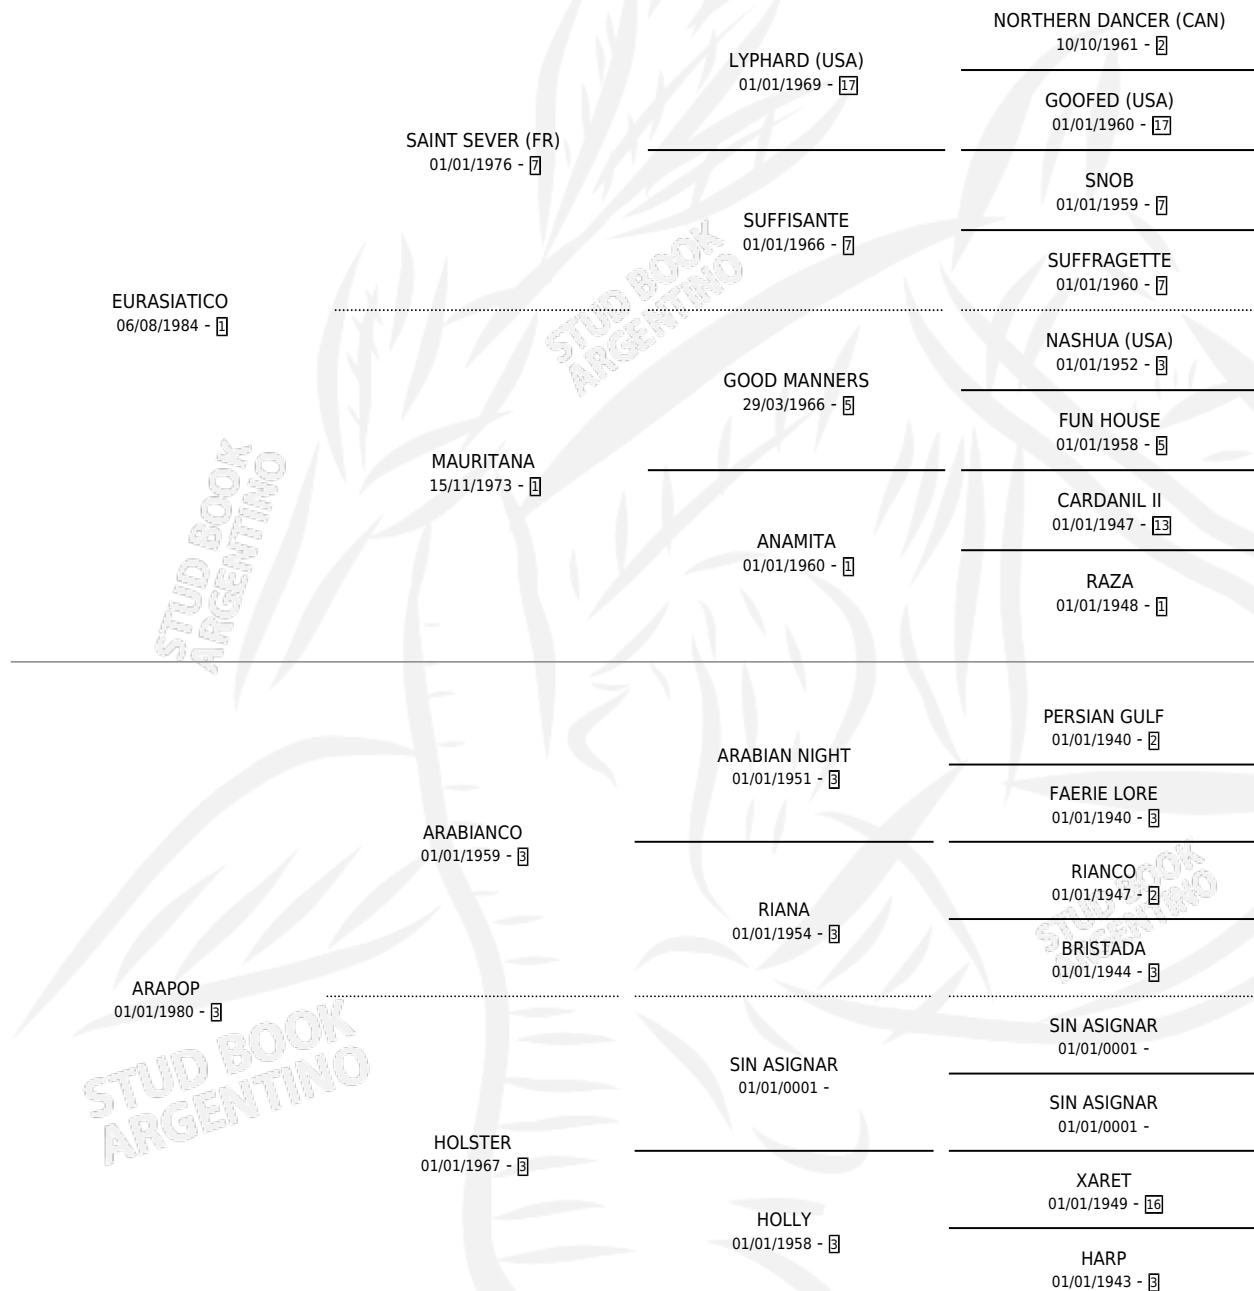 NORTHERN DANCER (CAN)
10/10/1961 - 2
LYPHARD (USA)
01/01/1969 - 17
GOOFED (USA)
01/01/1960 - 17
SAINT SEVER (FR)
01/01/1976 - 7
SNOB
01/01/1959 - 7
SUFFISANTE
01/01/1966 - 7
SUFFRAGETTE
01/01/1960 - 7
EURASIATICO
06/08/1984 - 1
NASHUA (USA)
01/01/1952 - 3
GOOD MANNERS
29/03/1966 - 5
FUN HOUSE
01/01/1958 - 5
MAURITANA
15/11/1973 - 1
CARDANIL II
01/01/1947 - 13
ANAMITA
01/01/1960 - 1
RAZA
01/01/1948 - 1
PERSIAN GULF
01/01/1940 - 2
ARABIAN NIGHT
01/01/1951 - 3
FAERIE LORE
01/01/1940 - 3
ARABIANCO
01/01/1959 - 3
RIANCO
01/01/1947 - 2
RIANA
01/01/1954 - 3
BRISTADA
01/01/1944 - 3
ARAPOP
01/01/1980 - 3
SIN ASIGNAR
01/01/0001 -
SIN ASIGNAR
01/01/0001 -
SIN ASIGNAR
01/01/0001 -
HOLSTER
01/01/1967 - 3
XARET
01/01/1949 - 16
HOLLY
01/01/1958 - 3
HARP
01/01/1943 - 3
STUD BOOK
ARGENTINO
STUD BOOK
ARGENTINO
STUD BOOK
ARGENTINO
STUD BOOK
ARGENTINO